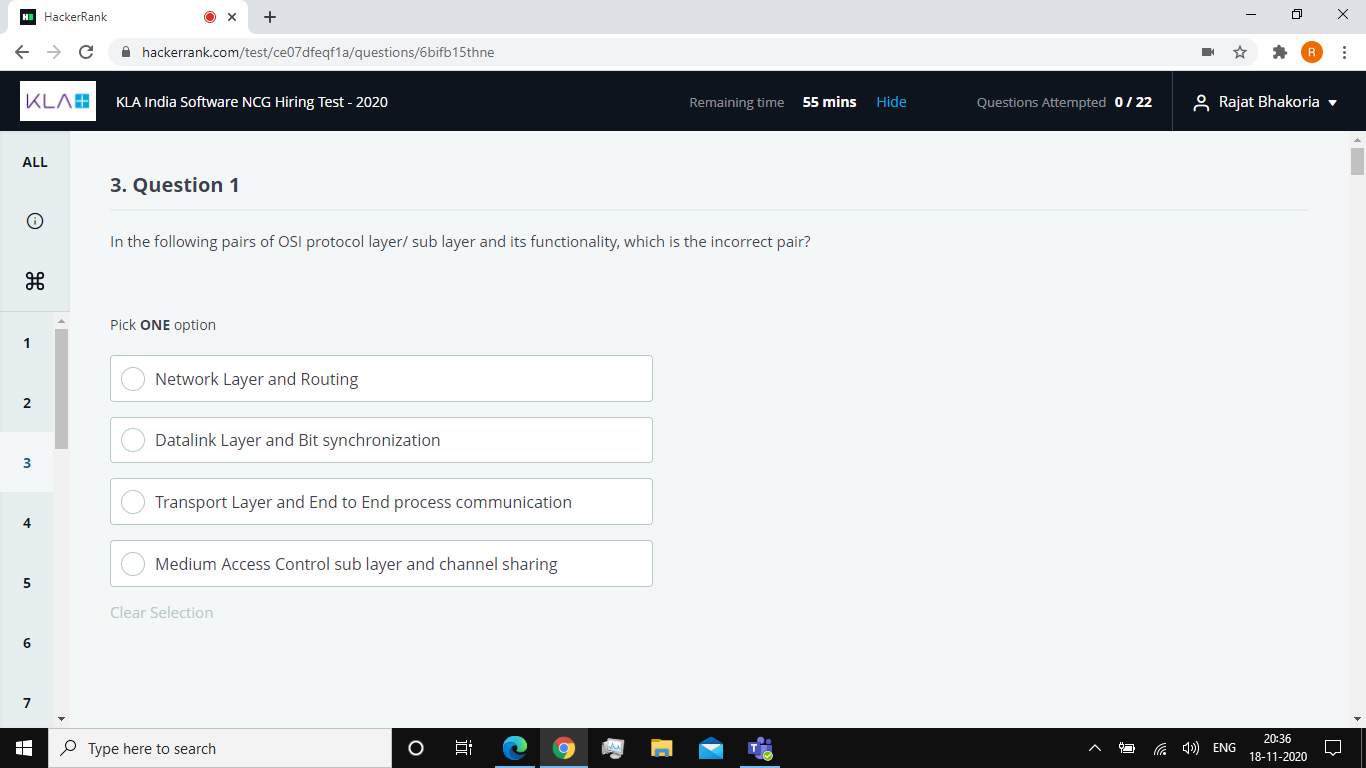 HackerRank
hackerrank.com/test/ce07dfeqf1a/questions/6bifb15thne
R
KLA
KLA India Software NCG Hiring Test - 2020
Remaining time 55 mins Hide
Questions Attempted 0 / 22
Rajat Bhakoria
ALL
1
2
3
4
5
6
7
3. Question 1
In the following pairs of OSI protocol layer/ sub layer and its functionality, which is the incorrect pair?
Pick ONE option
Network Layer and Routing
Datalink Layer and Bit synchronization
Transport Layer and End to End process communication
Medium Access Control sub layer and channel sharing
Clear Selection
Type here to search
ENG
20:36
18-11-2020